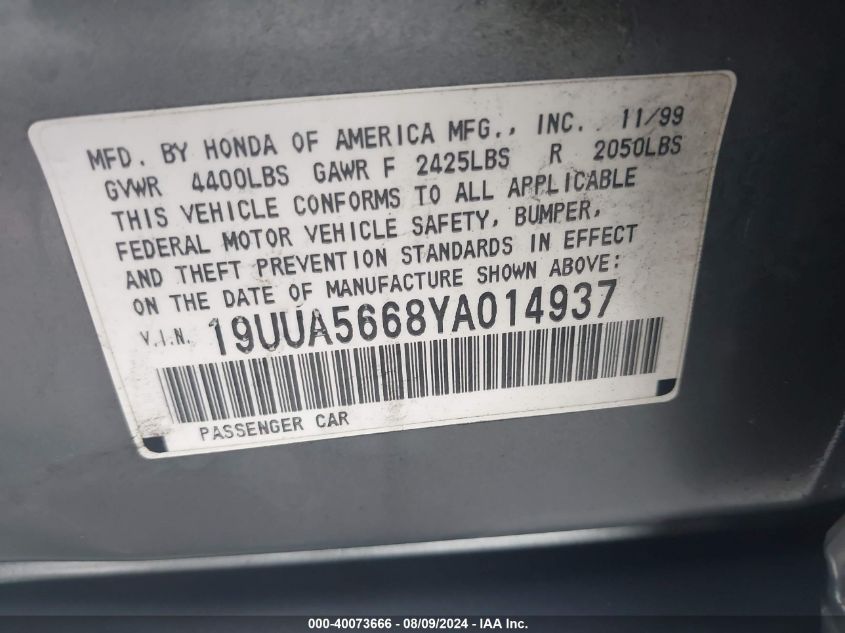 MFD. BY HONDA OF AMERICA MFG., INC. 11/99
GVWR 4400LBS GAWR F 2425LBS R 2050LBS
THIS VEHICLE CONFORMS TO ALL APPLICABLE
FEDERAL MOTOR VEHICLE SAFETY, BUMPER,
AND THEFT PREVENTION STANDARDS IN EFFECT
ON THE DATE OF MANUFACTURE SHOWN ABOVE:
V.I.N. 19UUA5668YA014937
PASSENGER CAR
000-40073666 - 08/09/2024 - IAA Inc.